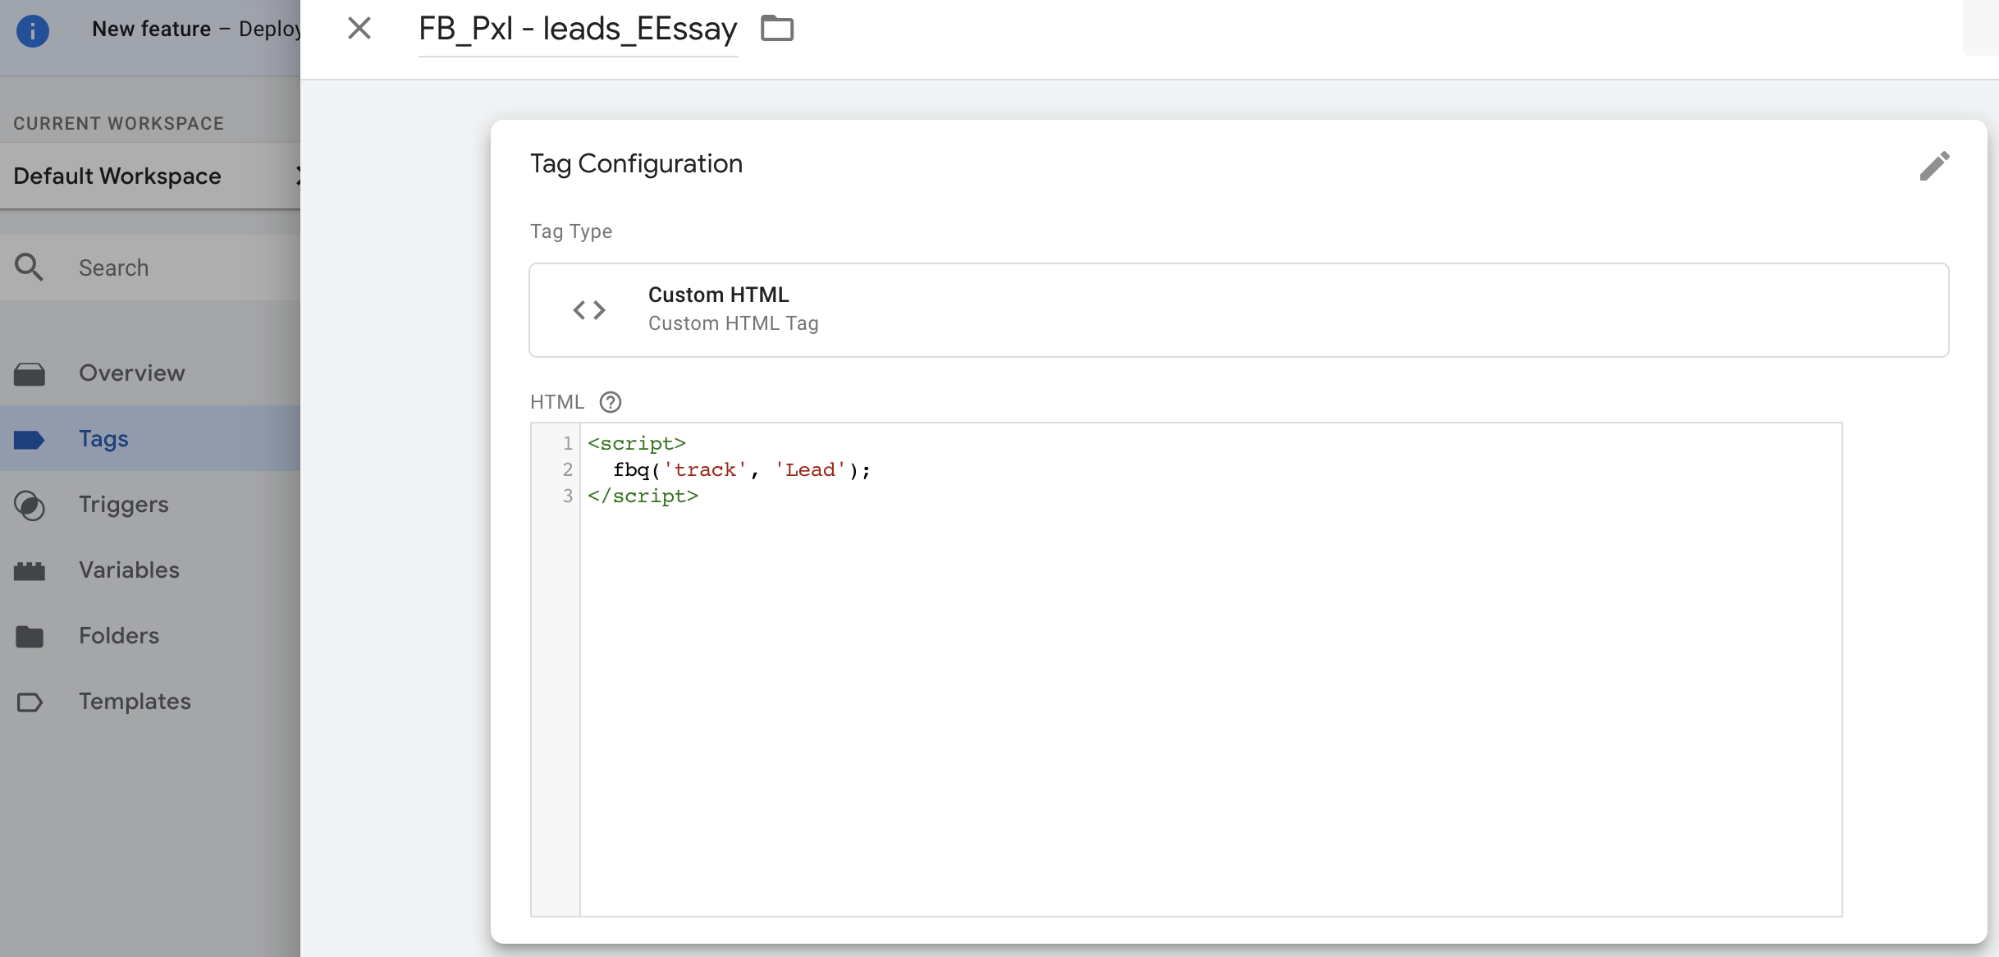 New feature – Deploy
FB_Pxl - leads_EEssay
CURRENT WORKSPACE
Default Workspace
Search
Overview
Tags
Triggers
Variables
Folders
Templates
Tag Configuration
Tag Type
Custom HTML
Custom HTML Tag
HTML
1 <script>
2   fbq('track', 'Lead');
3 </script>